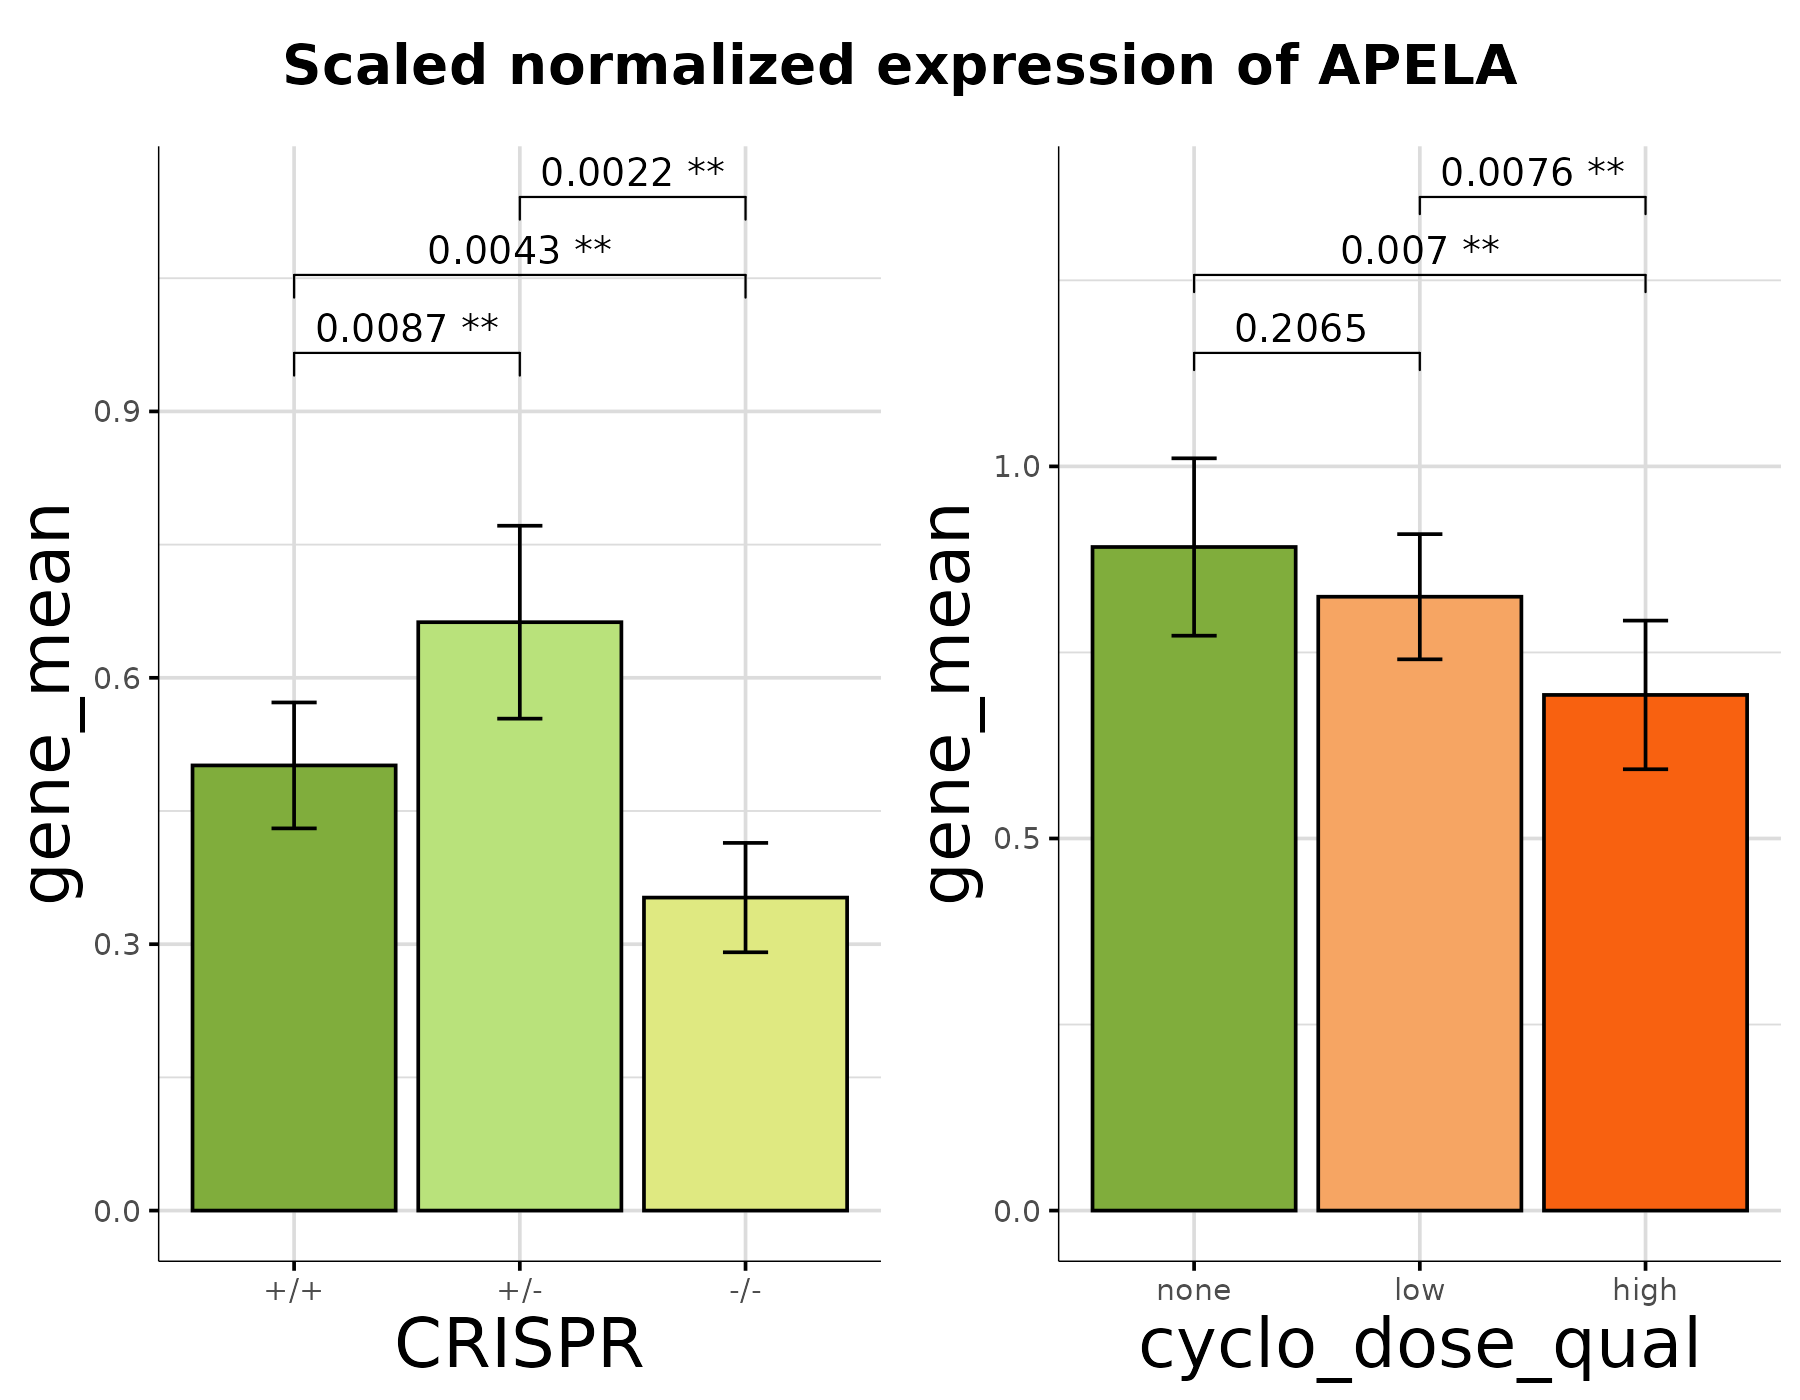 Scaled normalized expression of APELA
0.0022 **
0.0043 **
0.0087 **
0.9
0.6
0.3
0.0
gene_mean
+/+
+/-
-/-
CRISPR
0.0076 **
0.007 **
0.2065
1.0
0.5
0.0
gene_mean
none
low
high
cyclo_dose_qual